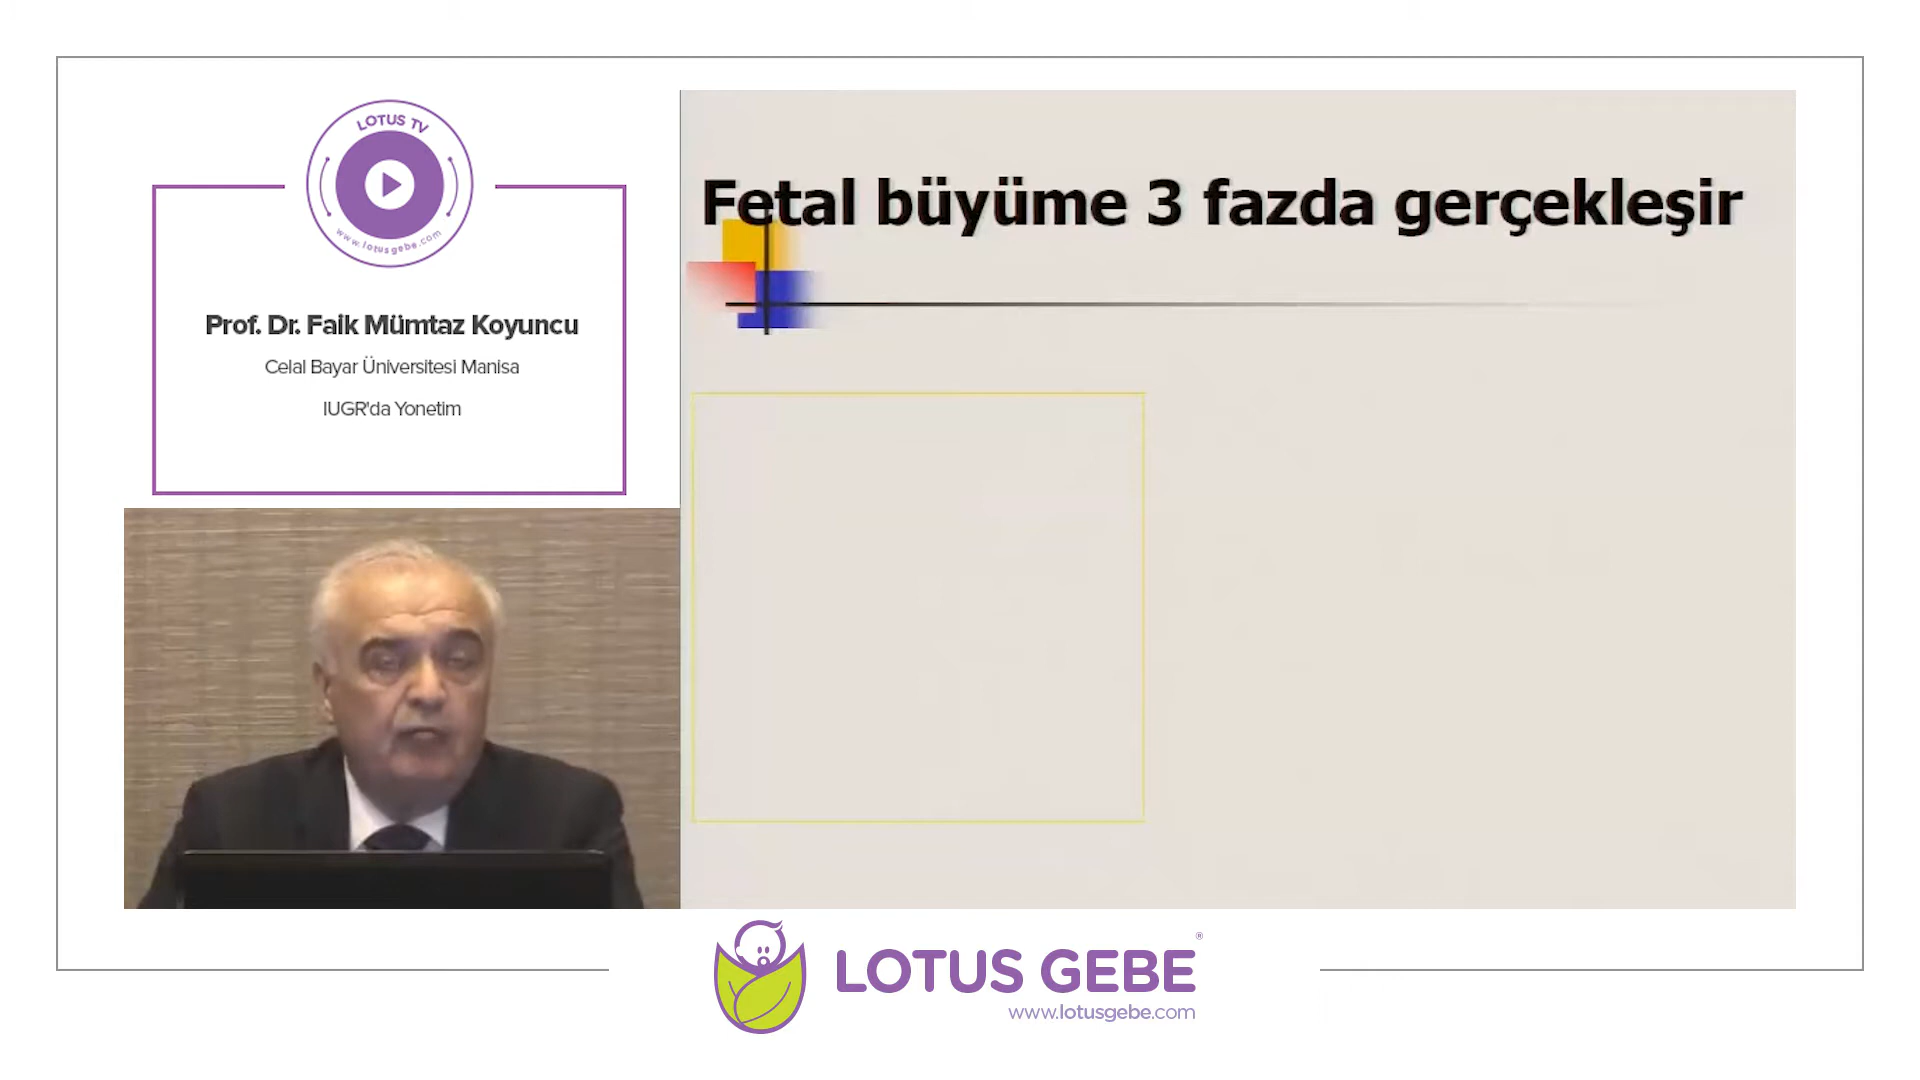 LOTUS TV
www.lotusgebe.com
Prof. Dr. Faik Mümtaz Koyuncu
Celal Bayar Üniversitesi Manisa
IUGR'da Yonetim
Fetal büyüme 3 fazda gerçekleşir
LOTUS GEBE®
www.lotusgebe.com